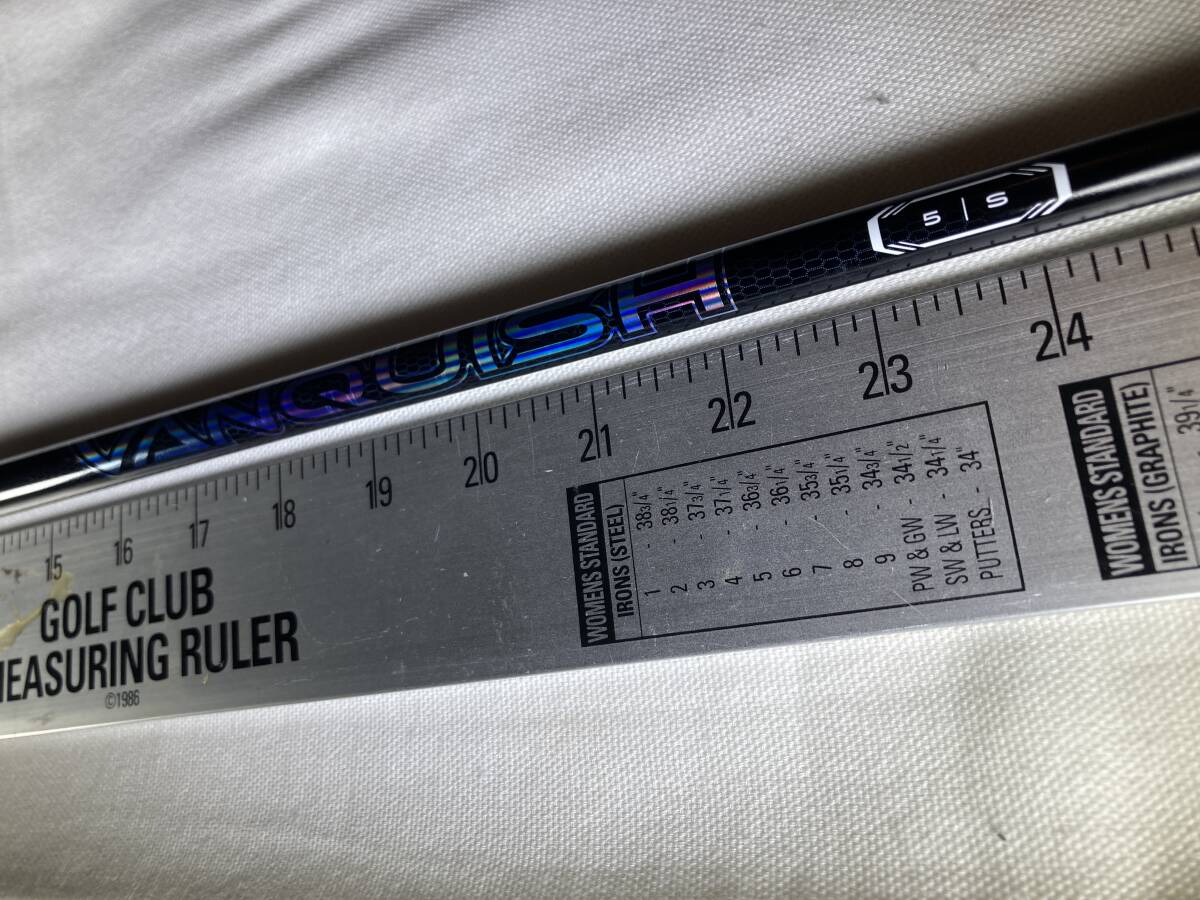 VANQUISH
5 | S
15 16 17 18 19 20 21 22 23 24
GOLF CLUB
MEASURING RULER
©1986
WOMENS STANDARD
IRONS (STEEL)
1 - 38 3/4"
2 - 38 1/4"
3 - 37 3/4"
4 - 37 1/4"
5 - 36 3/4"
6 - 36 1/4"
7 - 35 3/4"
8 - 35 1/4"
9 - 34 3/4"
PW & GW - 34 1/2"
SW & LW - 34 1/4"
PUTTERS - 34"
WOMENS STANDARD
IRONS (GRAPHITE)
39 1/4"